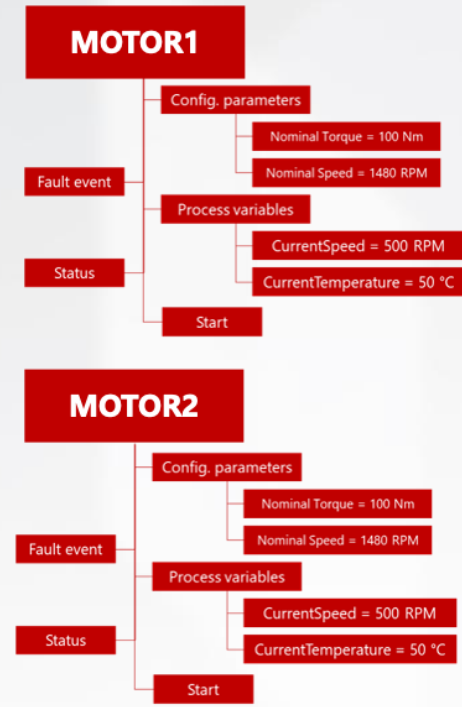 MOTOR1
Config. parameters
Nominal Torque = 100 Nm
Fault event
Nominal Speed = 1480 RPM
Process variables
CurrentSpeed = 500 RPM
Status
CurrentTemperature = 50 °C
Start
MOTOR2
Config. parameters
Nominal Torque = 100 Nm
Fault event
Nominal Speed = 1480 RPM
Process variables
CurrentSpeed = 500 RPM
Status
CurrentTemperature = 50 °C
Start